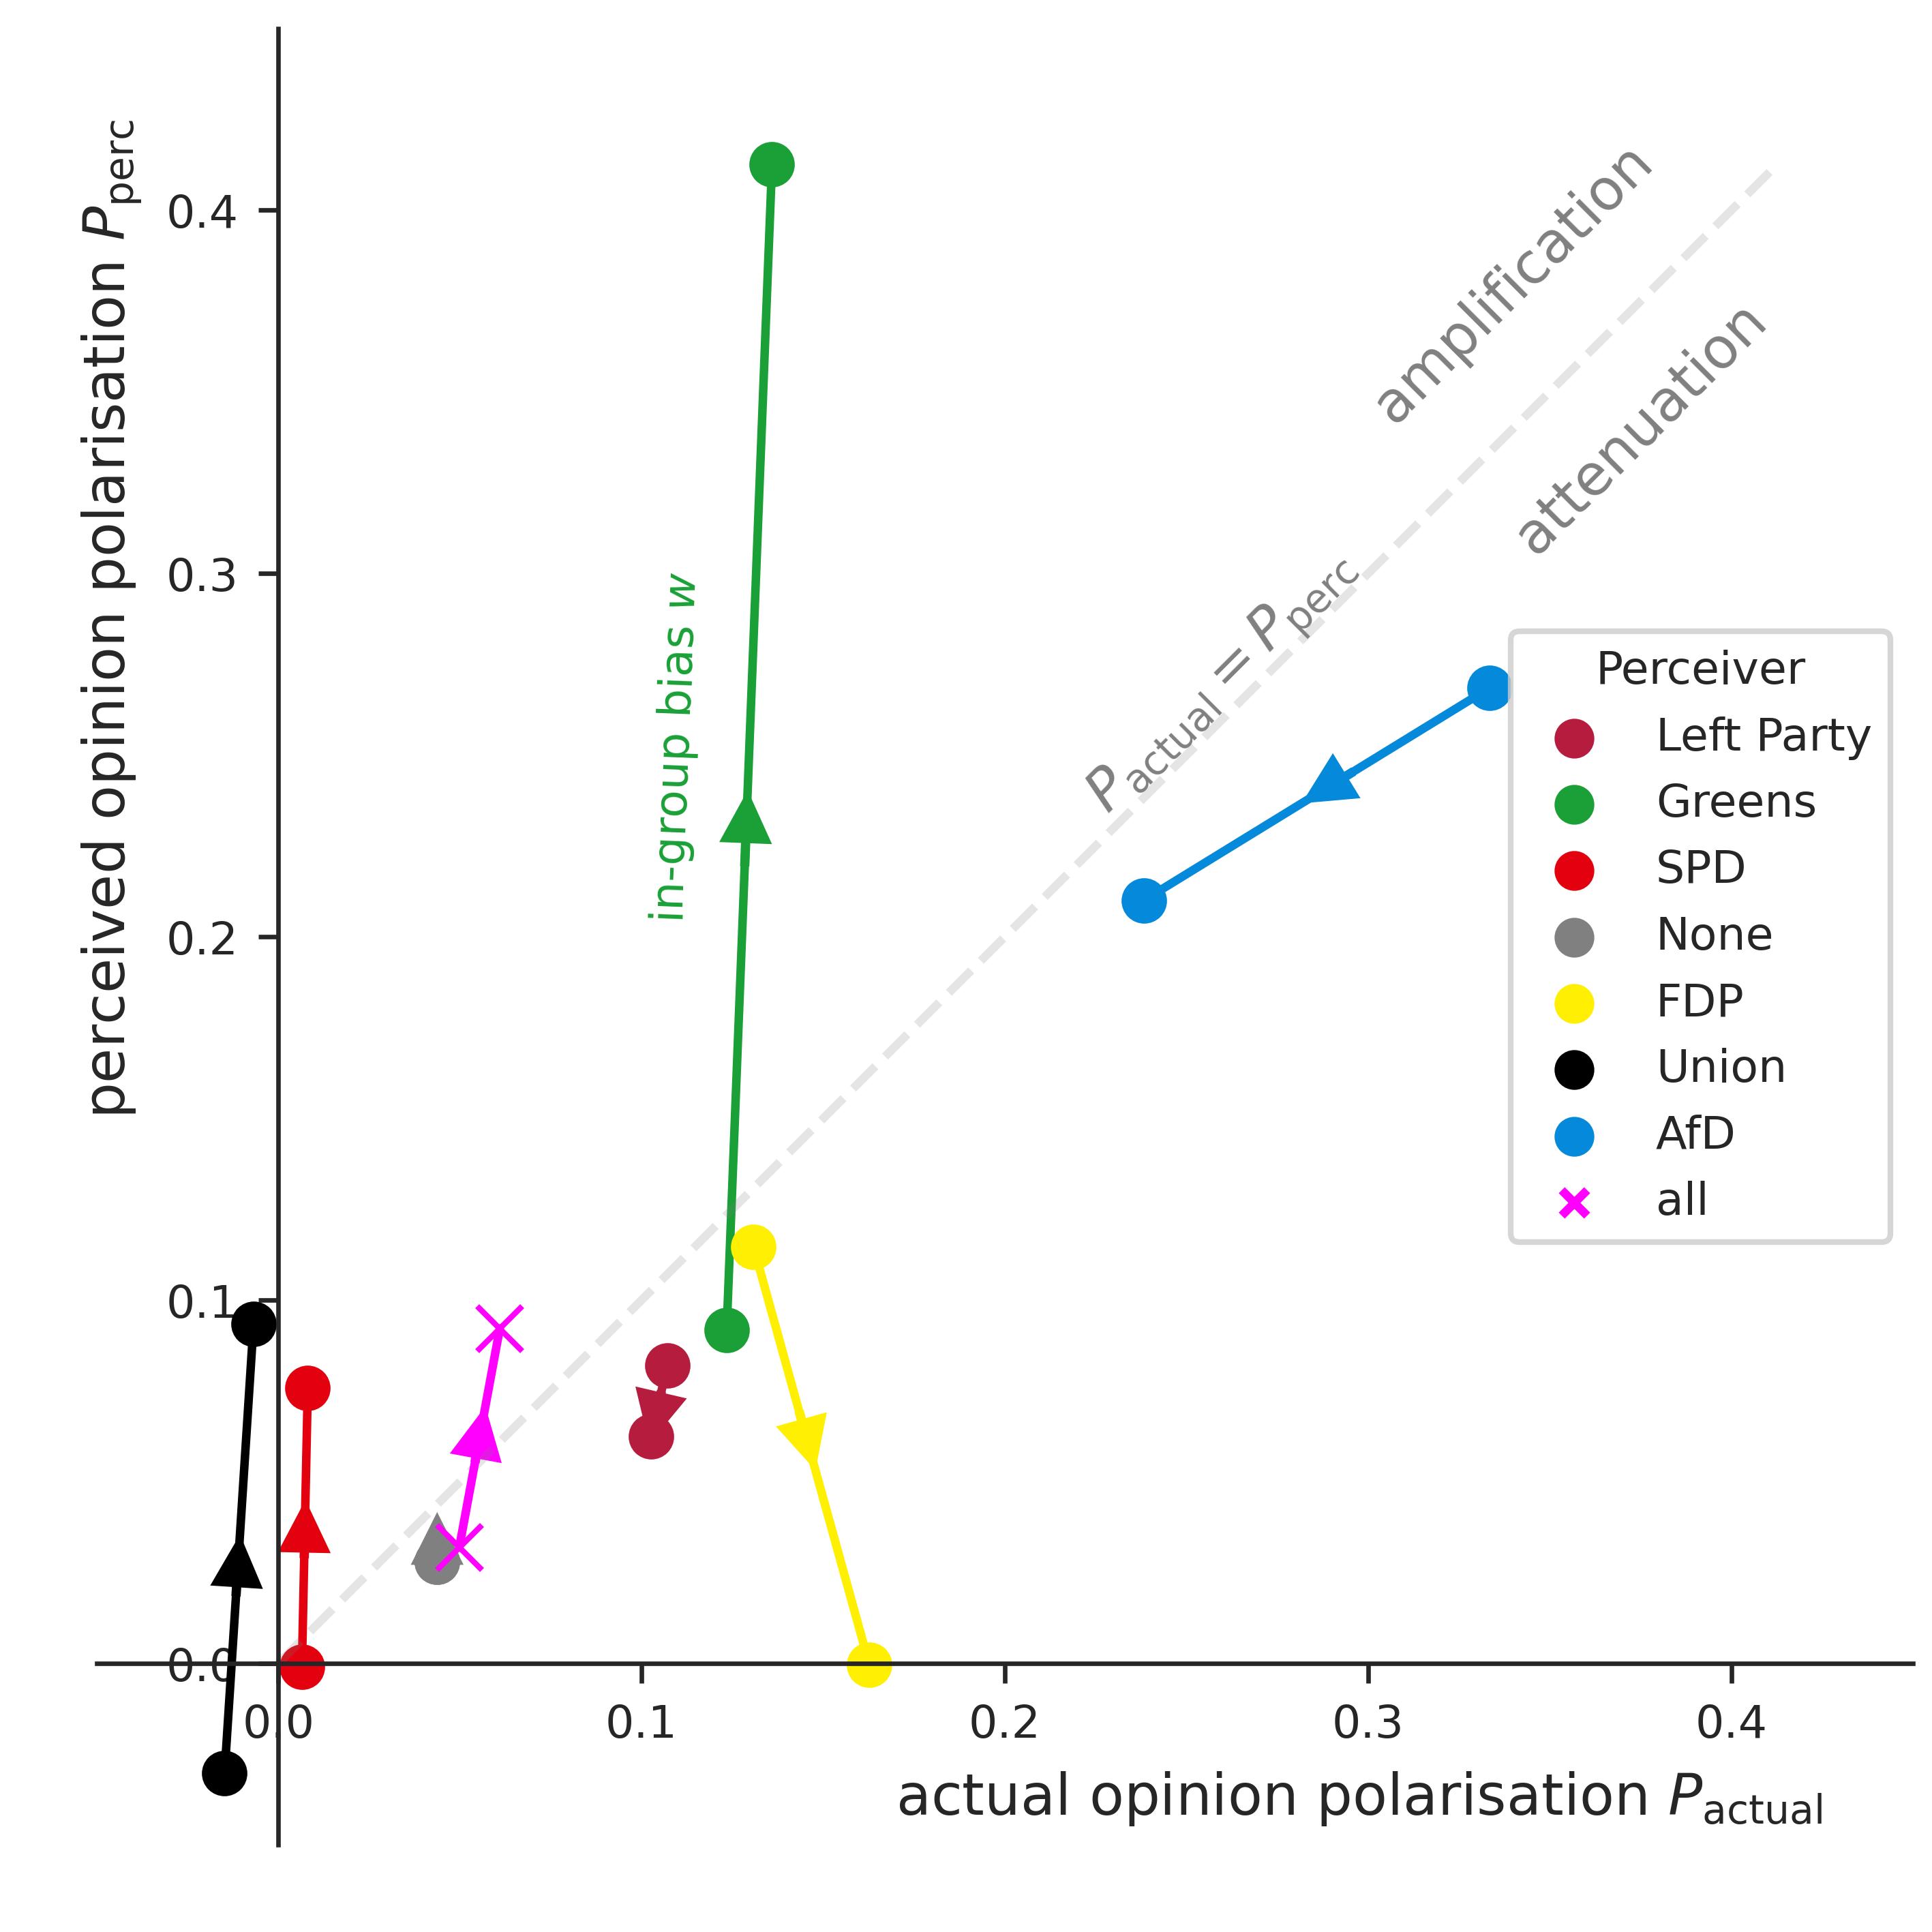 perceived opinion polarisation P_perc
0.4
0.3
0.2
0.1
0.0
0.0
0.1
0.2
0.3
0.4
actual opinion polarisation P_actual
in-group bias w
P_actual = P_perc
amplification
attenuation
Perceiver
Left Party
Greens
SPD
None
FDP
Union
AfD
all